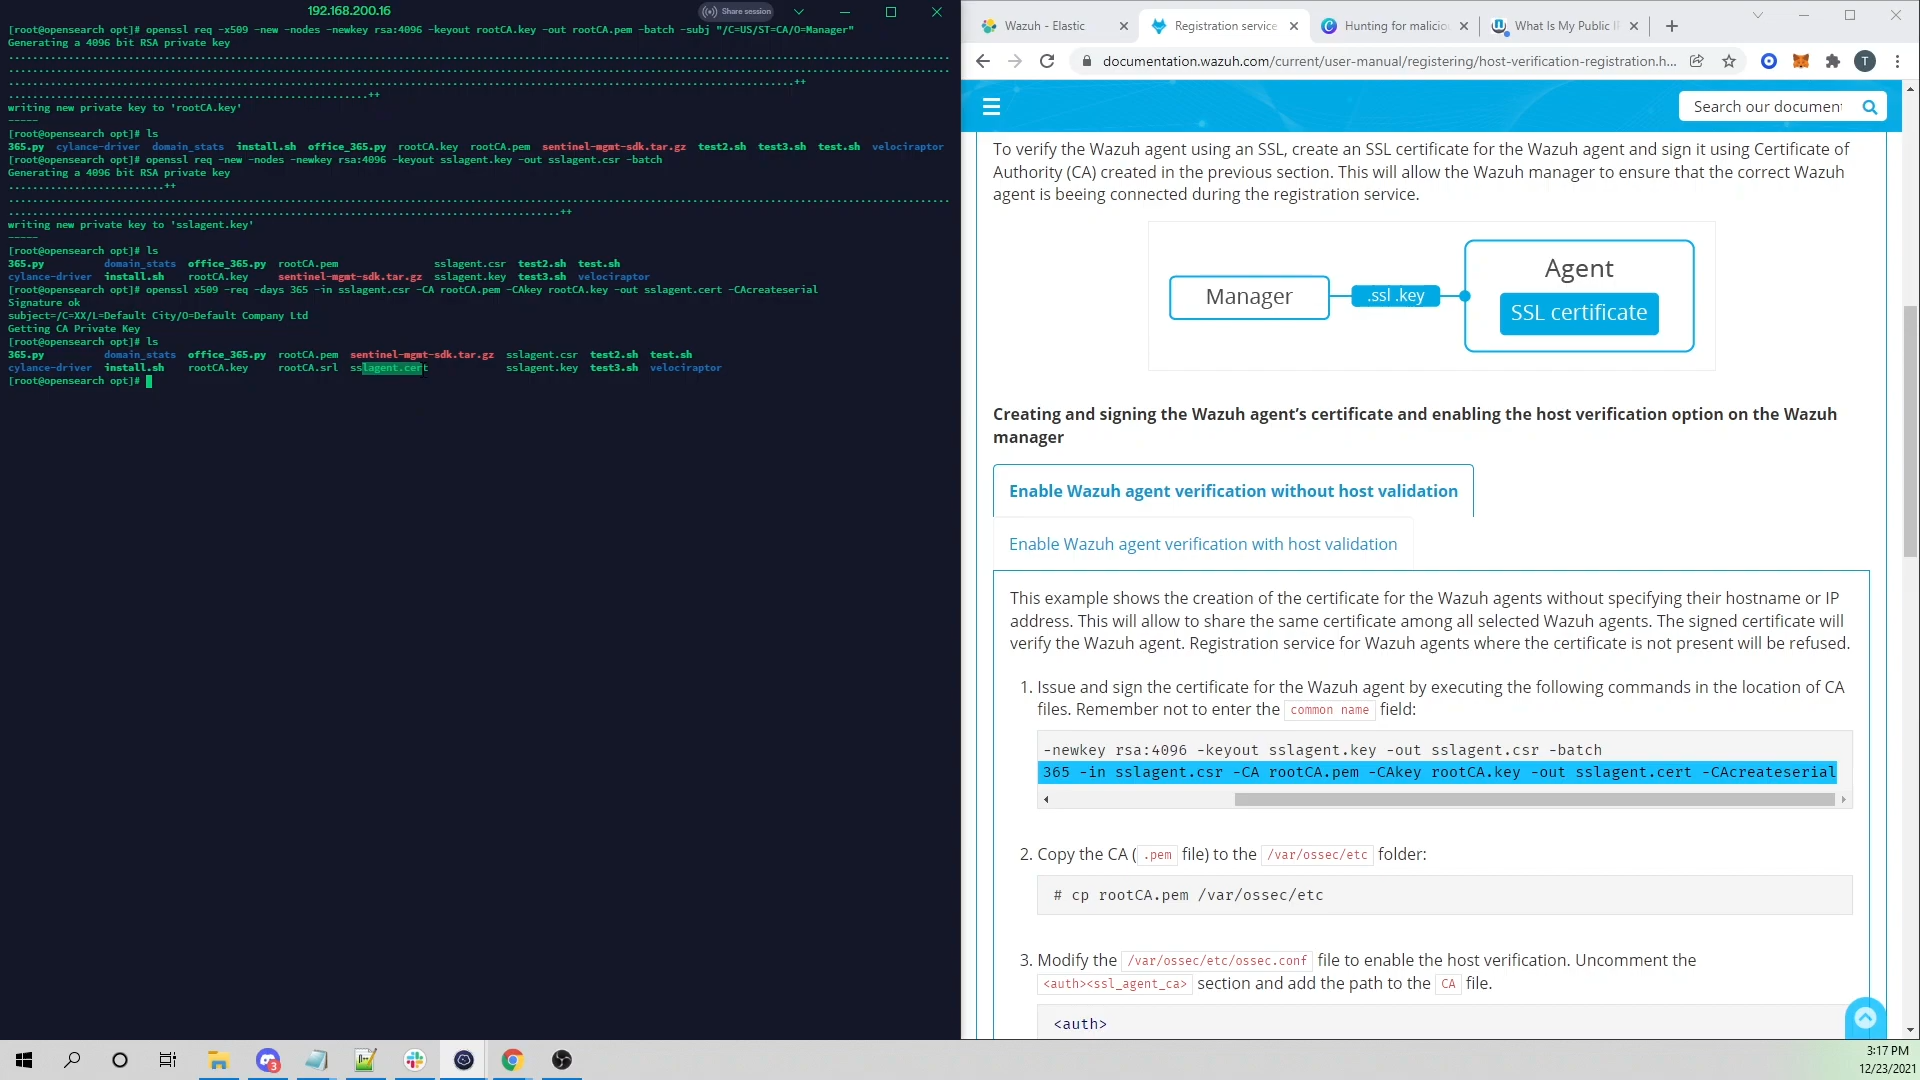 192.168.200.16
Share session
[root@opensearch opt]# openssl req -x509 -new -nodes -newkey rsa:4096 -keyout rootCA.key -out rootCA.pem -batch -subj "/C=US/ST=CA/O=Manager"
Generating a 4096 bit RSA private key
.............................................................................................................................................................
.............................................................................................................................................................
...................................................................................................................................++
............................................................++
writing new private key to 'rootCA.key'
-----
[root@opensearch opt]# ls
365.py cylance-driver domain_stats install.sh office_365.py rootCA.key rootCA.pem sentinel-mgmt-sdk.tar.gz test2.sh test3.sh test.sh velociraptor
[root@opensearch opt]# openssl req -new -nodes -newkey rsa:4096 -keyout sslagent.key -out sslagent.csr -batch
Generating a 4096 bit RSA private key
..........................++
.............................................................................................................................................................
............................................................................................++
writing new private key to 'sslagent.key'
-----
[root@opensearch opt]# ls
365.py domain_stats office_365.py rootCA.pem sslagent.csr test2.sh test.sh
cylance-driver install.sh rootCA.key sentinel-mgmt-sdk.tar.gz sslagent.key test3.sh velociraptor
[root@opensearch opt]# openssl x509 -req -days 365 -in sslagent.csr -CA rootCA.pem -CAkey rootCA.key -out sslagent.cert -CAcreateserial
Signature ok
subject=/C=XX/L=Default City/O=Default Company Ltd
Getting CA Private Key
[root@opensearch opt]# ls
365.py domain_stats office_365.py rootCA.pem sentinel-mgmt-sdk.tar.gz sslagent.csr test2.sh test.sh
cylance-driver install.sh rootCA.key rootCA.srl sslagent.cert sslagent.key test3.sh velociraptor
[root@opensearch opt]#
Wazuh - Elastic
Registration service
Hunting for malicio
What Is My Public I
documentation.wazuh.com/current/user-manual/registering/host-verification-registration.h...
T
Search our document
To verify the Wazuh agent using an SSL, create an SSL certificate for the Wazuh agent and sign it using Certificate of
Authority (CA) created in the previous section. This will allow the Wazuh manager to ensure that the correct Wazuh
agent is beeing connected during the registration service.
Manager
.ssl .key
Agent
SSL certificate
Creating and signing the Wazuh agent's certificate and enabling the host verification option on the Wazuh
manager
Enable Wazuh agent verification without host validation
Enable Wazuh agent verification with host validation
This example shows the creation of the certificate for the Wazuh agents without specifying their hostname or IP
address. This will allow to share the same certificate among all selected Wazuh agents. The signed certificate will
verify the Wazuh agent. Registration service for Wazuh agents where the certificate is not present will be refused.
1. Issue and sign the certificate for the Wazuh agent by executing the following commands in the location of CA
files. Remember not to enter the common name field:
-newkey rsa:4096 -keyout sslagent.key -out sslagent.csr -batch
365 -in sslagent.csr -CA rootCA.pem -CAkey rootCA.key -out sslagent.cert -CAcreateserial
2. Copy the CA ( .pem file) to the /var/ossec/etc folder:
# cp rootCA.pem /var/ossec/etc
3. Modify the /var/ossec/etc/ossec.conf file to enable the host verification. Uncomment the
<auth><ssl_agent_ca> section and add the path to the CA file.
<auth>
3
3:17 PM
12/23/2021